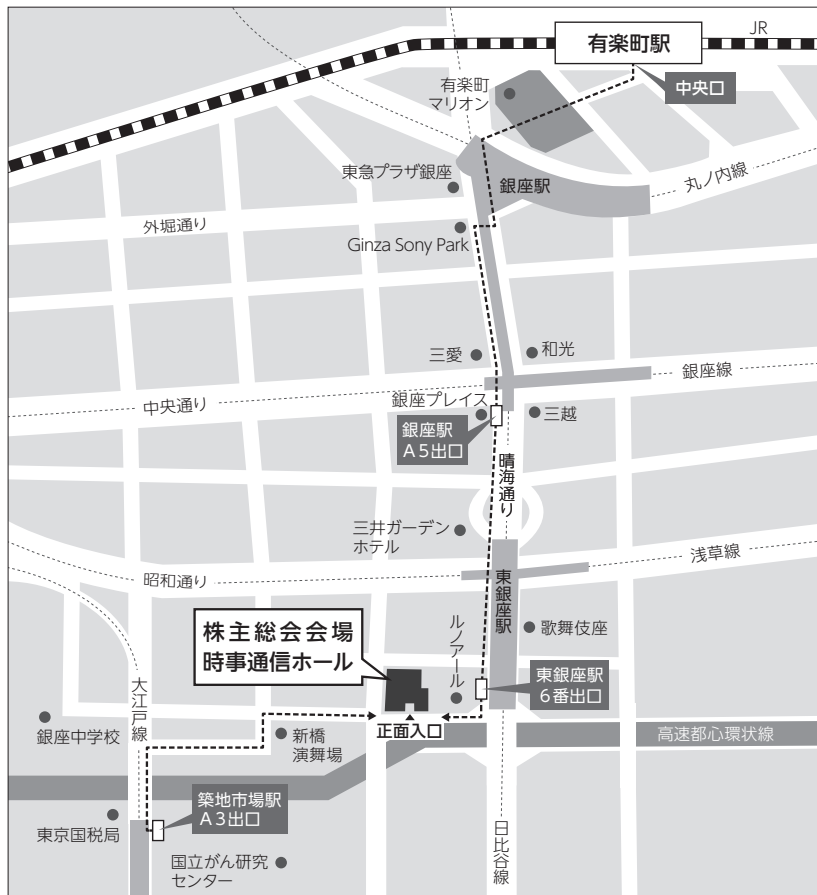 有楽町駅
JR
中央口
有楽町
マリオン
東急プラザ銀座
銀座駅
丸ノ内線
外堀通り
Ginza Sony Park
三愛
和光
銀座線
中央通り
銀座プレイス
三越
銀座駅
A5出口
晴海通り
三井ガーデン
ホテル
浅草線
昭和通り
東銀座駅
株主総会会場
時事通信ホール
ルノアール
歌舞伎座
東銀座駅
6番出口
大江戸線
銀座中学校
新橋
演舞場
正面入口
高速都心環状線
築地市場駅
A3出口
東京国税局
国立がん研究
センター
日比谷線